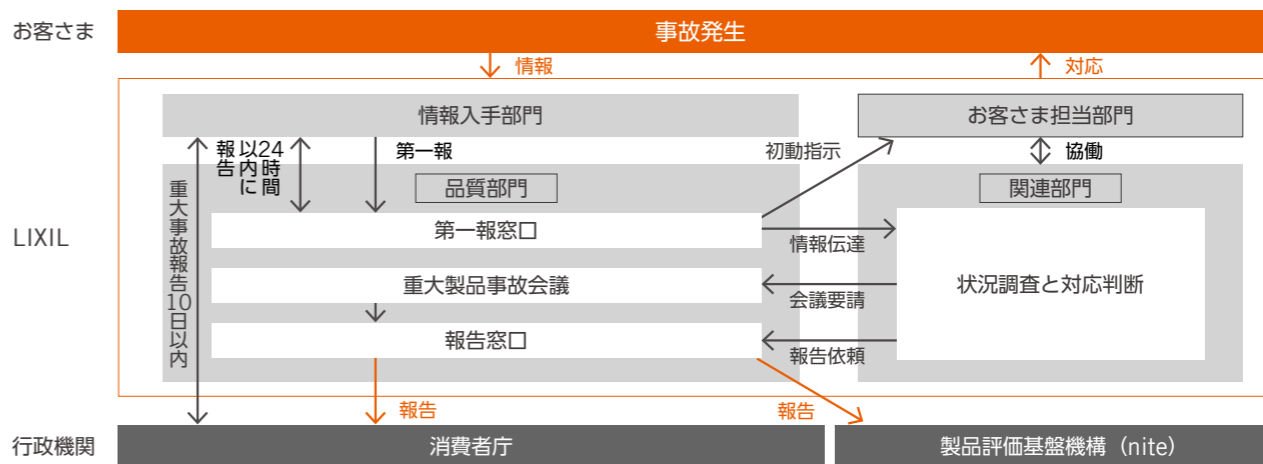 お客さま
事故発生
情報
対応
情報入手部門
お客さま担当部門
24時間
以内に
報告
第一報
初動指示
協働
重大事故報告10日以内
品質部門
関連部門
LIXIL
第一報窓口
情報伝達
重大製品事故会議
会議要請
状況調査と対応判断
報告窓口
報告依頼
報告
報告
行政機関
消費者庁
製品評価基盤機構（nite）